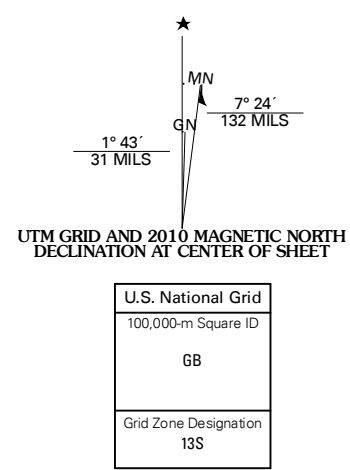 MN
7° 24´
132 MILS
GN
1° 43´
31 MILS
UTM GRID AND 2010 MAGNETIC NORTH
DECLINATION AT CENTER OF SHEET
U.S. National Grid
100,000-m Square ID
GB
Grid Zone Designation
13S